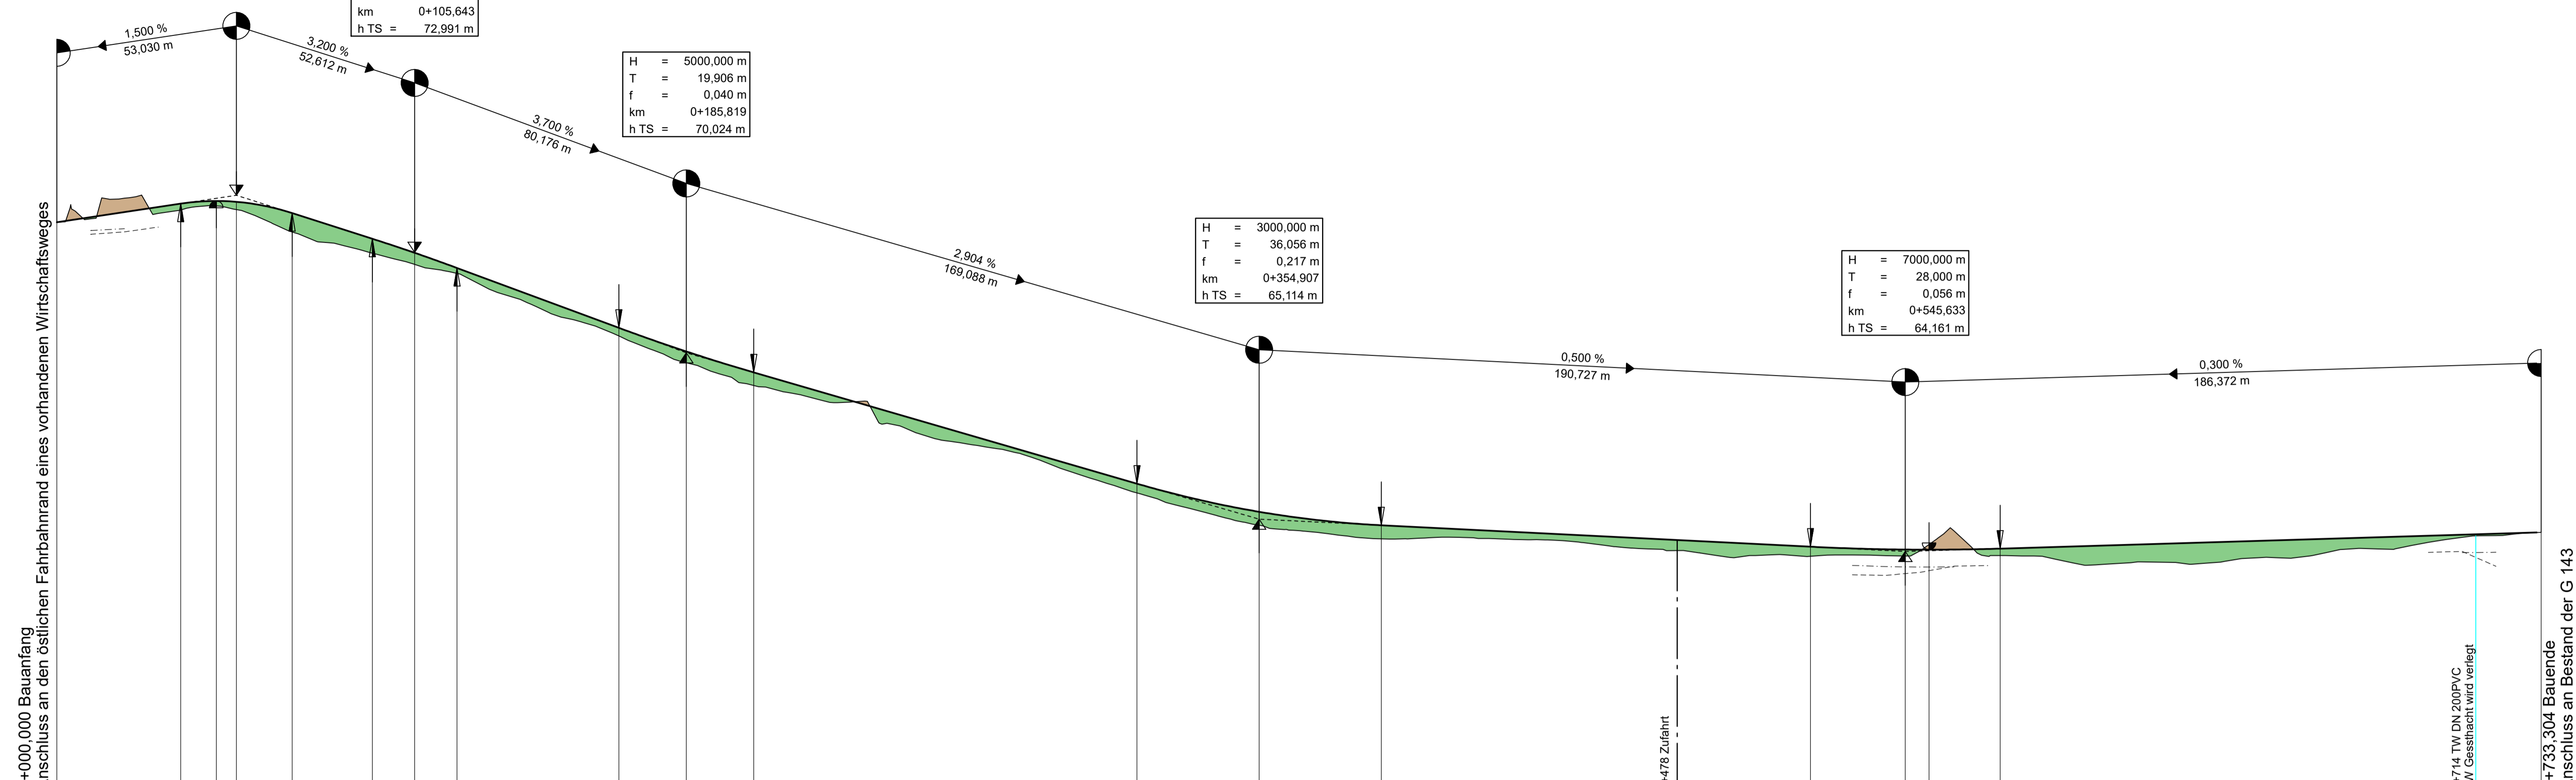 km 0+105,643
h TS = 72,991 m
1,500 %
53,030 m
3,200 %
52,612 m
H = 5000,000 m
T = 19,906 m
f = 0,040 m
km 0+185,819
h TS = 70,024 m
3,700 %
80,176 m
2,904 %
169,088 m
H = 3000,000 m
T = 36,056 m
f = 0,217 m
km 0+354,907
h TS = 65,114 m
H = 7000,000 m
T = 28,000 m
f = 0,056 m
km 0+545,633
h TS = 64,161 m
0,500 %
190,727 m
0,300 %
186,372 m
+000,000 Bauanfang
nschluss an den östlichen Fahrbahnrand eines vorhandenen Wirtschaftsweges
+478 Zufahrt
+714 TW DN 200PVC
W Gessthacht wird verlegt
+733,304 Bauende
nschluss an Bestand der G 143